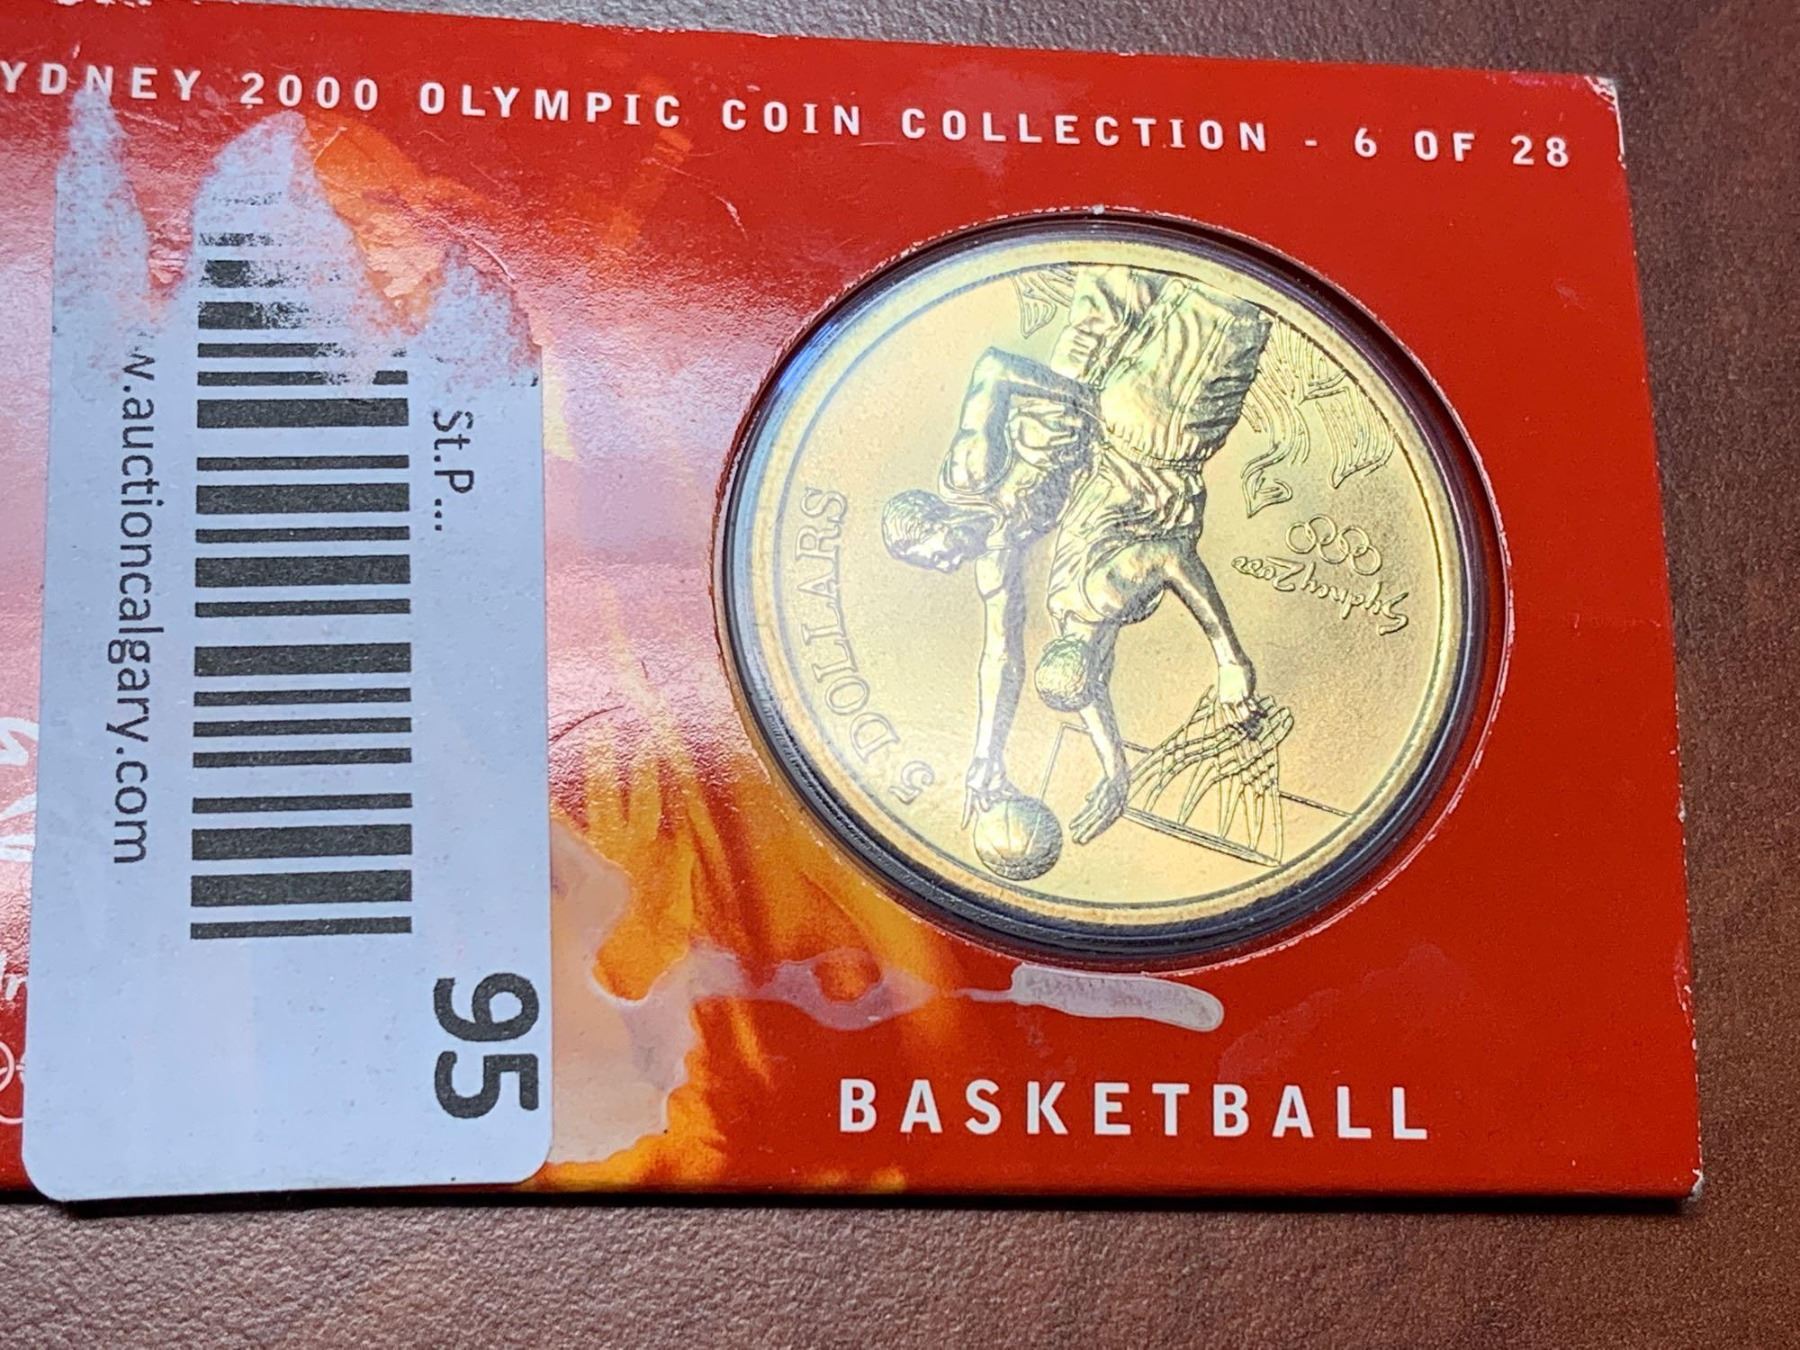 YDNEY 2000 OLYMPIC COIN COLLECTION - 6 OF 28
St.P...
w.auctioncalgary.com
95
5 DOLLARS
Sydney 2000
BASKETBALL